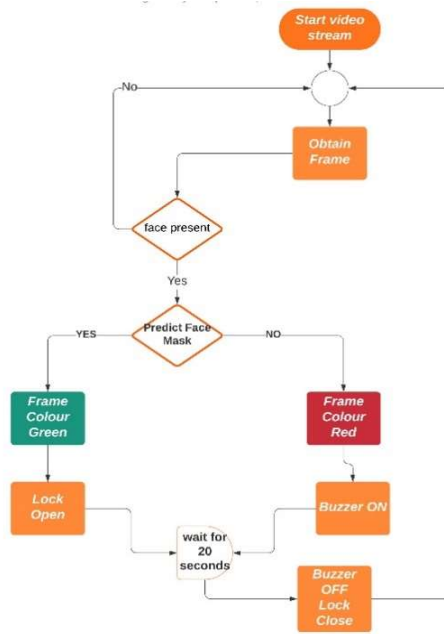 Start video
stream
No
Obtain
Frame
face present
Yes
Predict Face
Mask
YES
NO
Frame
Colour
Green
Frame
Colour
Red
Lock
Open
Buzzer ON
wait for
20
seconds
Buzzer
OFF
Lock
Close